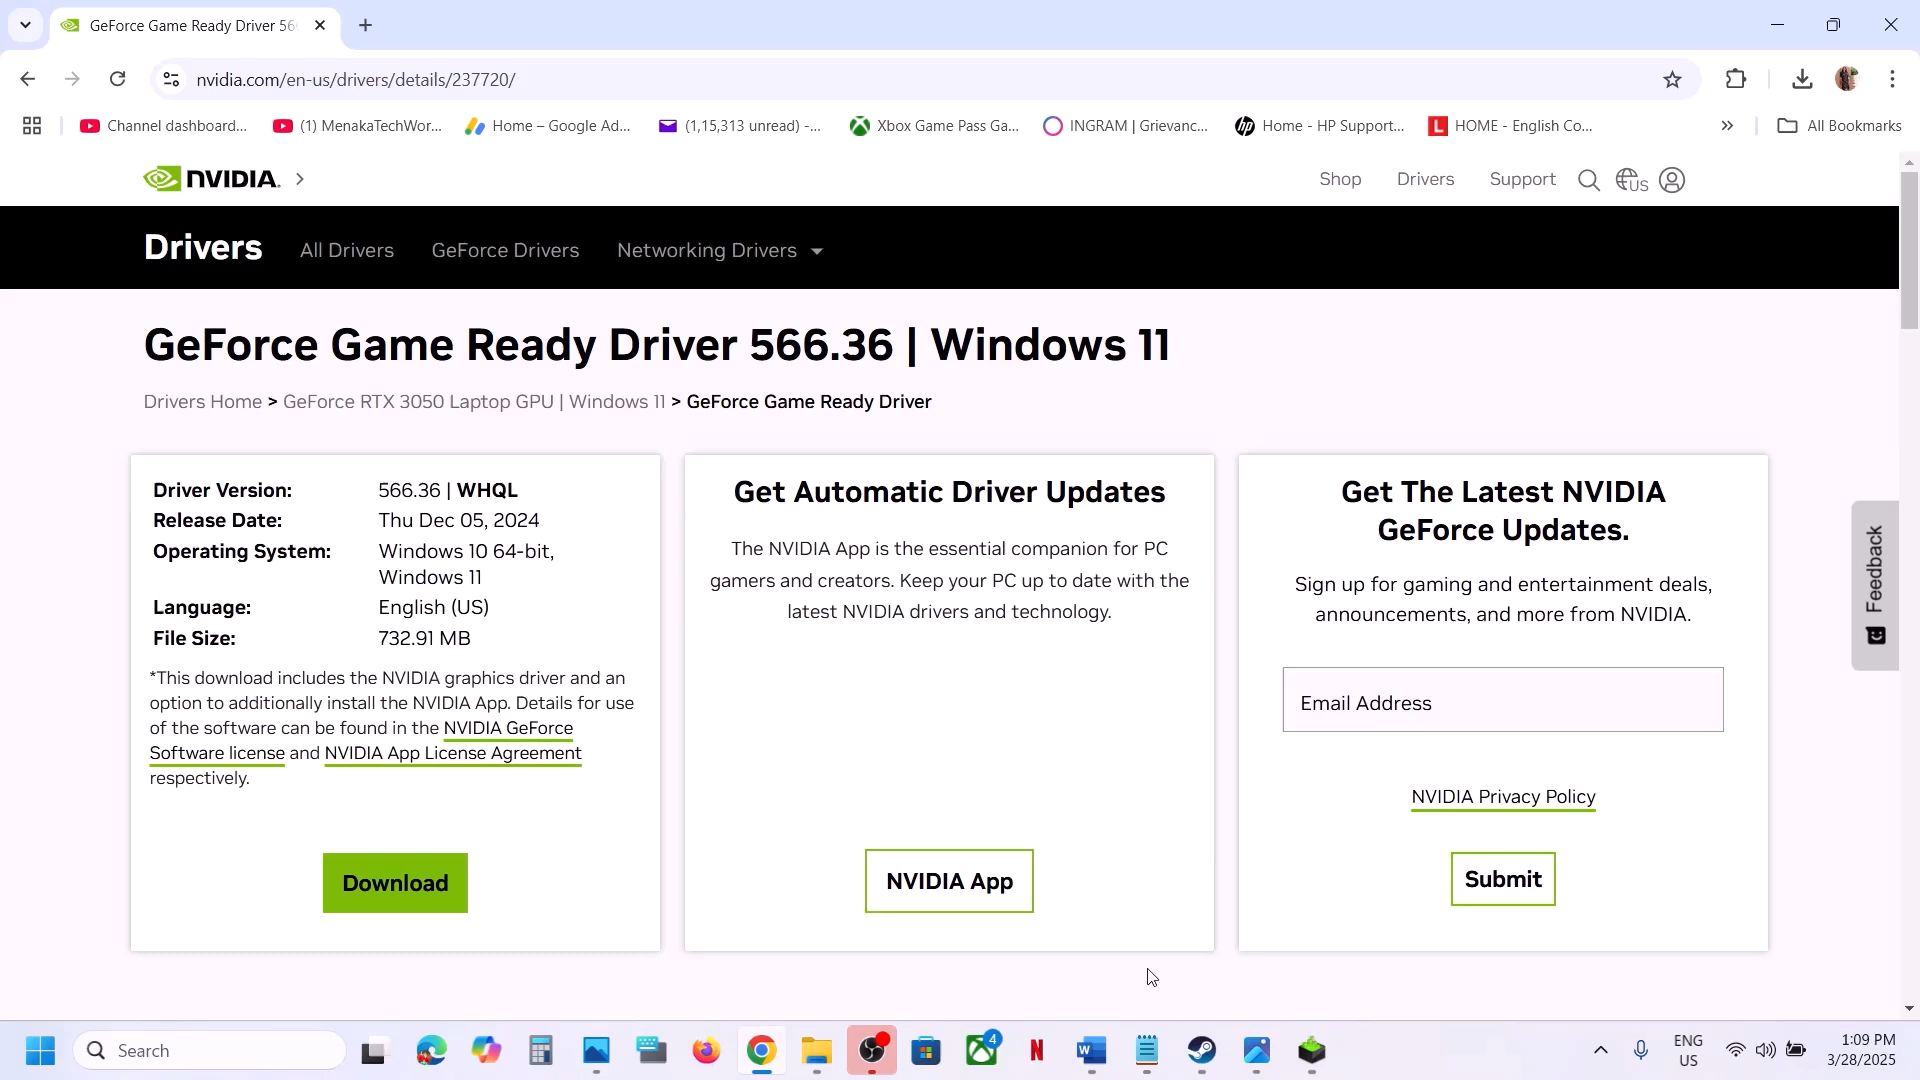 GeForce Game Ready Driver 56
nvidia.com/en-us/drivers/details/237720/
Channel dashboard...
(1) MenakaTechWor...
Home – Google Ad...
(1,15,313 unread) -...
Xbox Game Pass Ga...
INGRAM | Grievanc...
Home - HP Support...
HOME - English Co...
All Bookmarks
NVIDIA.
Shop
Drivers
Support
US
Drivers
All Drivers
GeForce Drivers
Networking Drivers
GeForce Game Ready Driver 566.36 | Windows 11
Drivers Home > GeForce RTX 3050 Laptop GPU | Windows 11 > GeForce Game Ready Driver
Driver Version: 566.36 | WHQL
Release Date: Thu Dec 05, 2024
Operating System: Windows 10 64-bit,
Windows 11
Language: English (US)
File Size: 732.91 MB
*This download includes the NVIDIA graphics driver and an
option to additionally install the NVIDIA App. Details for use
of the software can be found in the NVIDIA GeForce
Software license and NVIDIA App License Agreement
respectively.
Download
Get Automatic Driver Updates
The NVIDIA App is the essential companion for PC
gamers and creators. Keep your PC up to date with the
latest NVIDIA drivers and technology.
NVIDIA App
Get The Latest NVIDIA
GeForce Updates.
Sign up for gaming and entertainment deals,
announcements, and more from NVIDIA.
Email Address
NVIDIA Privacy Policy
Submit
Feedback
Search
4
ENG
US
1:09 PM
3/28/2025